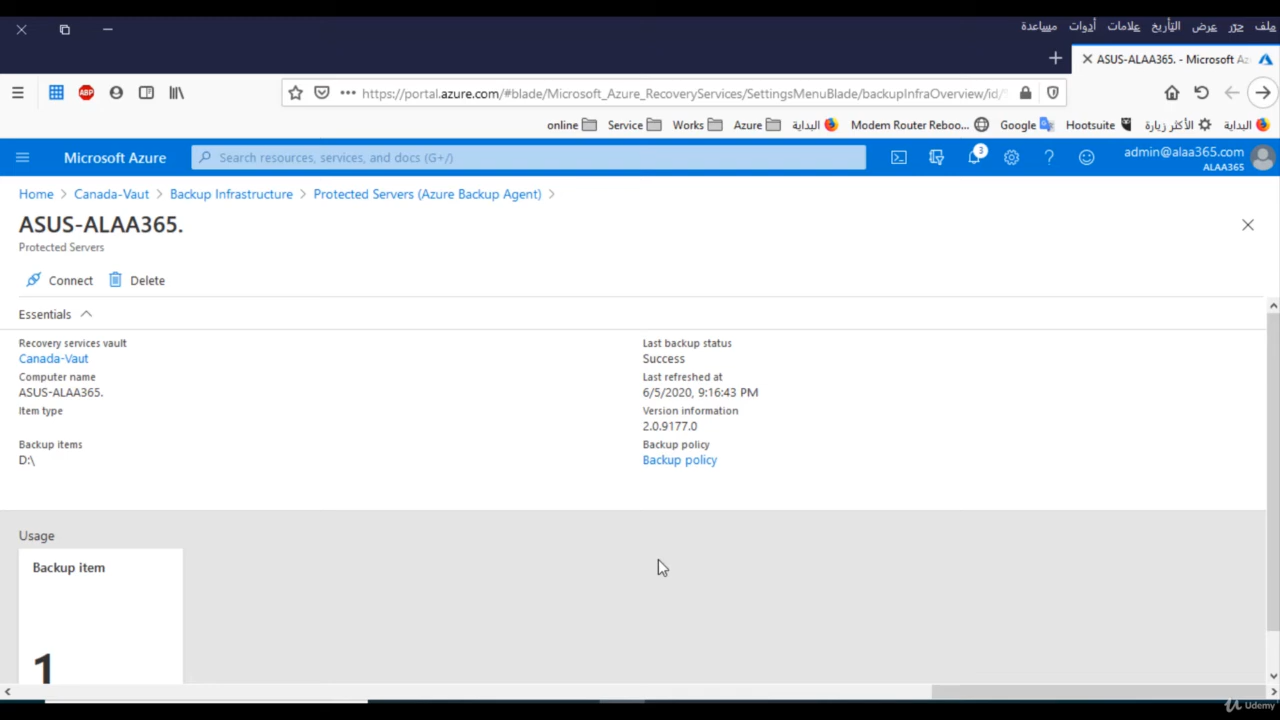 ملف حرّر عرض التأريخ علامات أدوات مساعدة
ASUS-ALAA365. - Microsoft Az
https://portal.azure.com/#blade/Microsoft_Azure_RecoveryServices/SettingsMenuBlade/backupInfraOverview/id/
ABP
online Service Works Azure البداية Modem Router Reboo... Google Hootsuite الأكثر زيارة البداية
Microsoft Azure
Search resources, services, and docs (G+/)
3
admin@alaa365.com
ALAA365
Home > Canada-Vaut > Backup Infrastructure > Protected Servers (Azure Backup Agent) >
ASUS-ALAA365.
Protected Servers
Connect Delete
Essentials
Recovery services vault
Canada-Vaut
Computer name
ASUS-ALAA365.
Item type
Backup items
D:\
Last backup status
Success
Last refreshed at
6/5/2020, 9:16:43 PM
Version information
2.0.9177.0
Backup policy
Backup policy
Usage
Backup item
1
Udemy